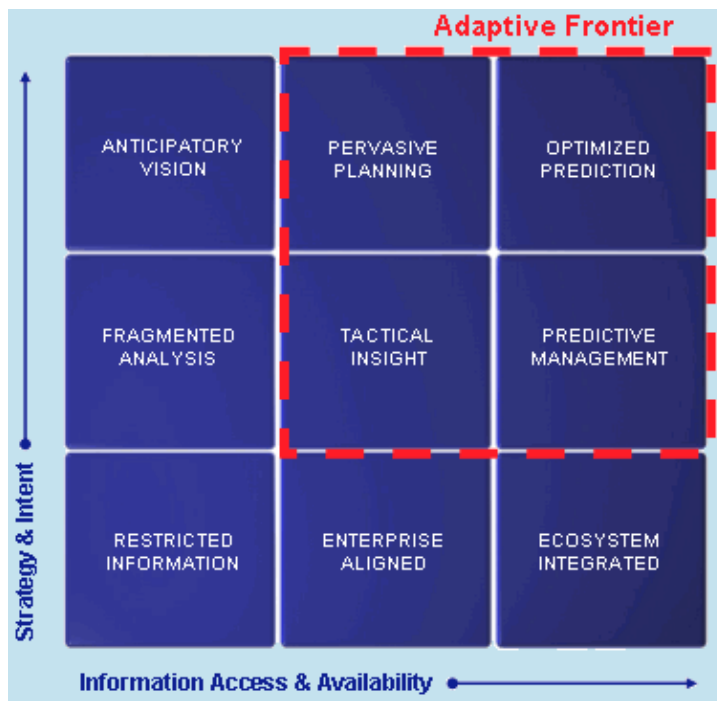 Adaptive Frontier
ANTICIPATORY
VISION
PERVASIVE
PLANNING
OPTIMIZED
PREDICTION
FRAGMENTED
ANALYSIS
TACTICAL
INSIGHT
PREDICTIVE
MANAGEMENT
RESTRICTED
INFORMATION
ENTERPRISE
ALIGNED
ECOSYSTEM
INTEGRATED
Strategy & Intent
Information Access & Availability